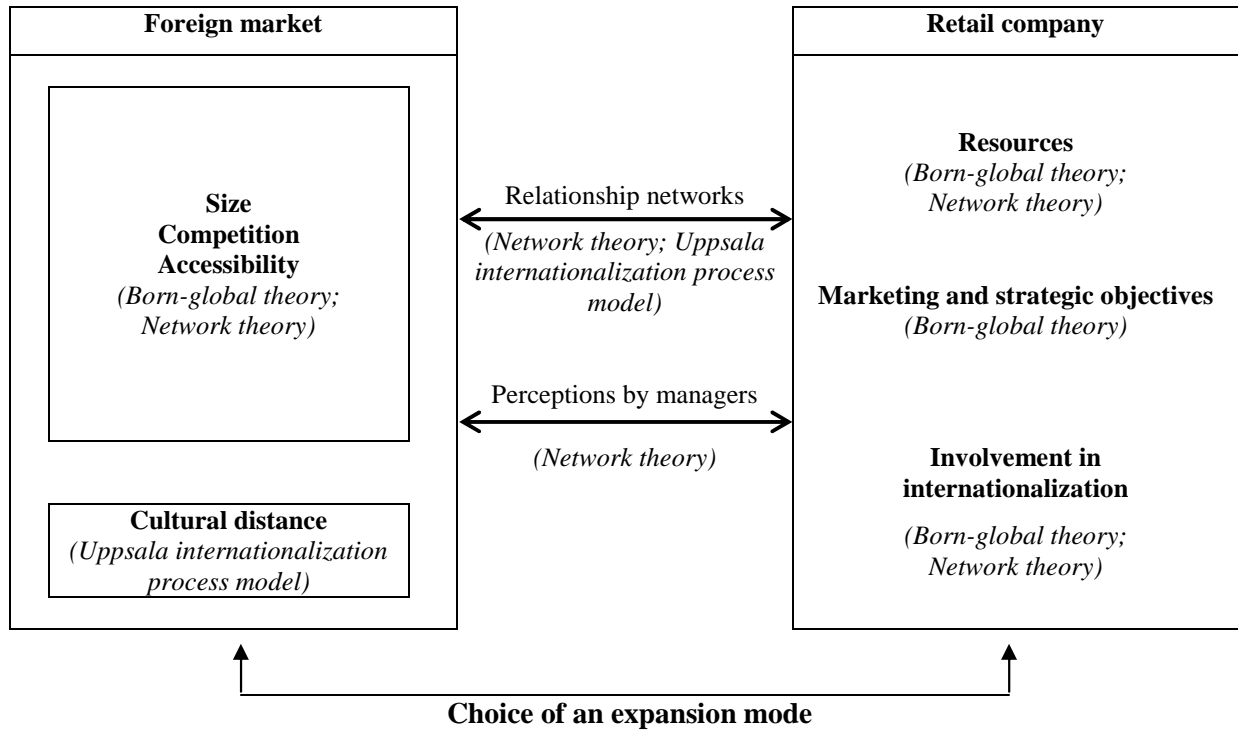 Foreign market
Size
Competition
Accessibility
(Born-global theory;
Network theory)
Cultural distance
(Uppsala internationalization
process model)
Relationship networks
(Network theory; Uppsala
internationalization process
model)
Perceptions by managers
(Network theory)
Retail company
Resources
(Born-global theory;
Network theory)
Marketing and strategic objectives
(Born-global theory)
Involvement in
internationalization
(Born-global theory;
Network theory)
Choice of an expansion mode